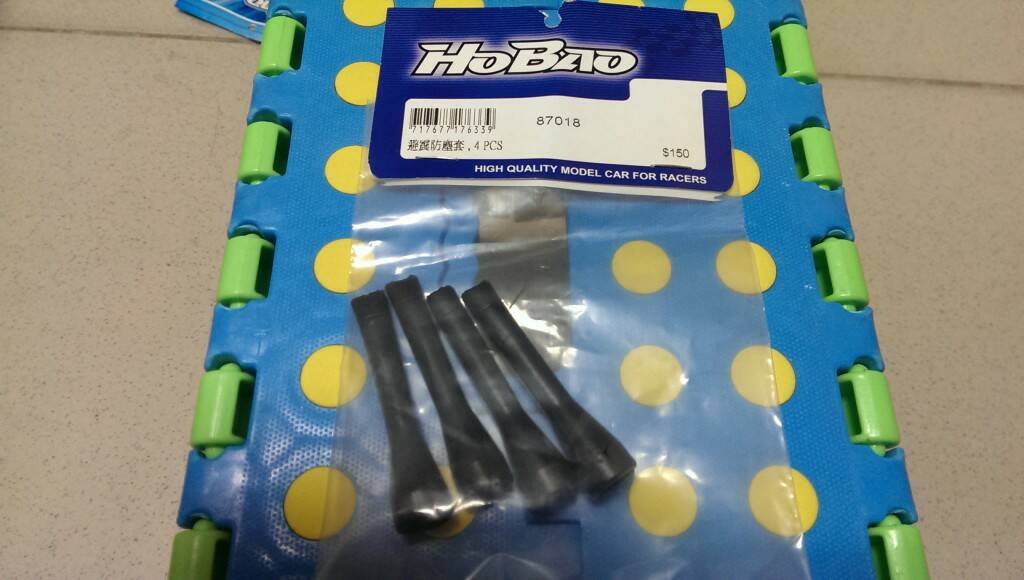 HoBao
87018
717677176339
避震防塵套 , 4 PCS
$150
HIGH QUALITY MODEL CAR FOR RACERS